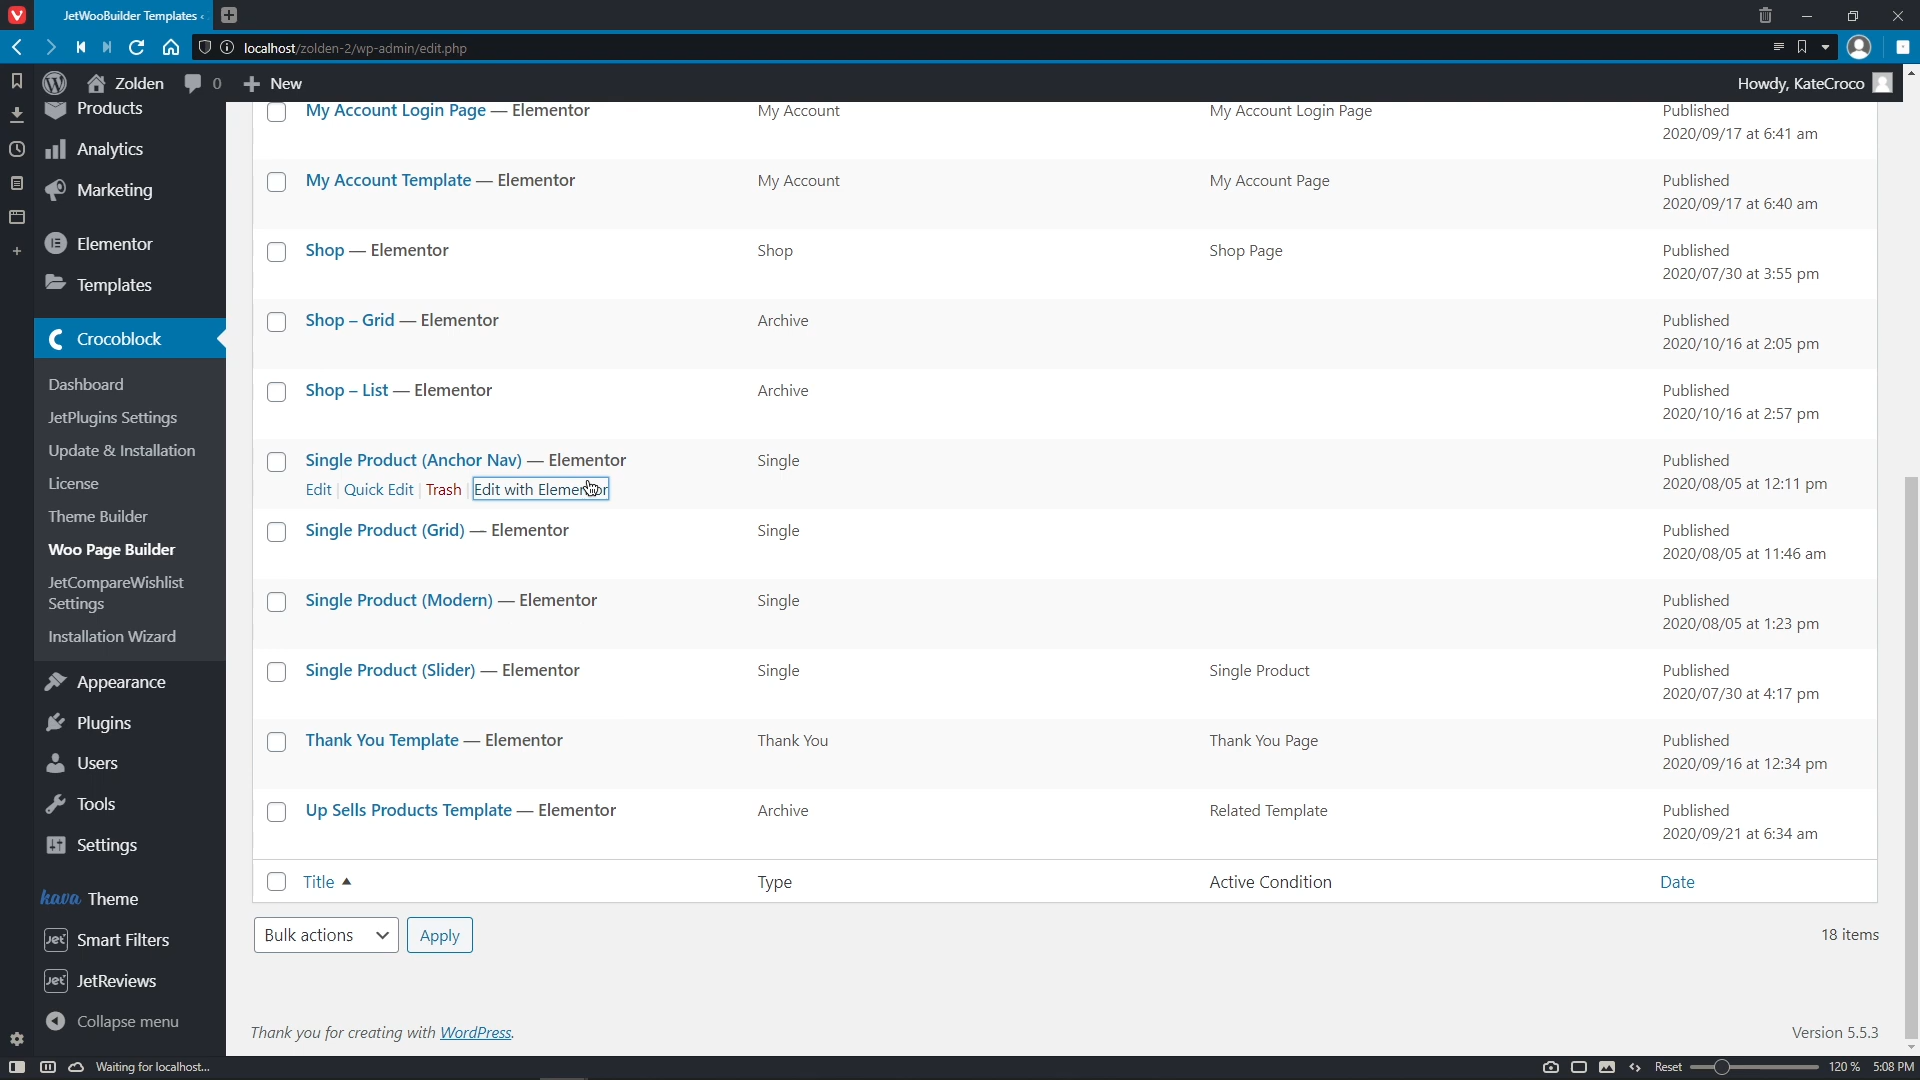 JetWooBuilder Templates ‹
localhost/zolden-2/wp-admin/edit.php
Zolden 0 New
Howdy, KateCroco
Products
Analytics
Marketing
Elementor
Templates
Crocoblock
Dashboard
JetPlugins Settings
Update & Installation
License
Theme Builder
Woo Page Builder
JetCompareWishlist
Settings
Installation Wizard
Appearance
Plugins
Users
Tools
Settings
hava Theme
Jet Smart Filters
Jet JetReviews
Collapse menu
My Account Login Page — Elementor My Account My Account Login Page Published
2020/09/17 at 6:41 am
My Account Template — Elementor My Account My Account Page Published
2020/09/17 at 6:40 am
Shop — Elementor Shop Shop Page Published
2020/07/30 at 3:55 pm
Shop – Grid — Elementor Archive Published
2020/10/16 at 2:05 pm
Shop – List — Elementor Archive Published
2020/10/16 at 2:57 pm
Single Product (Anchor Nav) — Elementor Single Published
Edit | Quick Edit | Trash | Edit with Elementor 2020/08/05 at 12:11 pm
Single Product (Grid) — Elementor Single Published
2020/08/05 at 11:46 am
Single Product (Modern) — Elementor Single Published
2020/08/05 at 1:23 pm
Single Product (Slider) — Elementor Single Single Product Published
2020/07/30 at 4:17 pm
Thank You Template — Elementor Thank You Thank You Page Published
2020/09/16 at 12:34 pm
Up Sells Products Template — Elementor Archive Related Template Published
2020/09/21 at 6:34 am
Title Type Active Condition Date
Bulk actions Apply 18 items
Thank you for creating with WordPress. Version 5.5.3
Waiting for localhost... Reset 120 % 5:08 PM